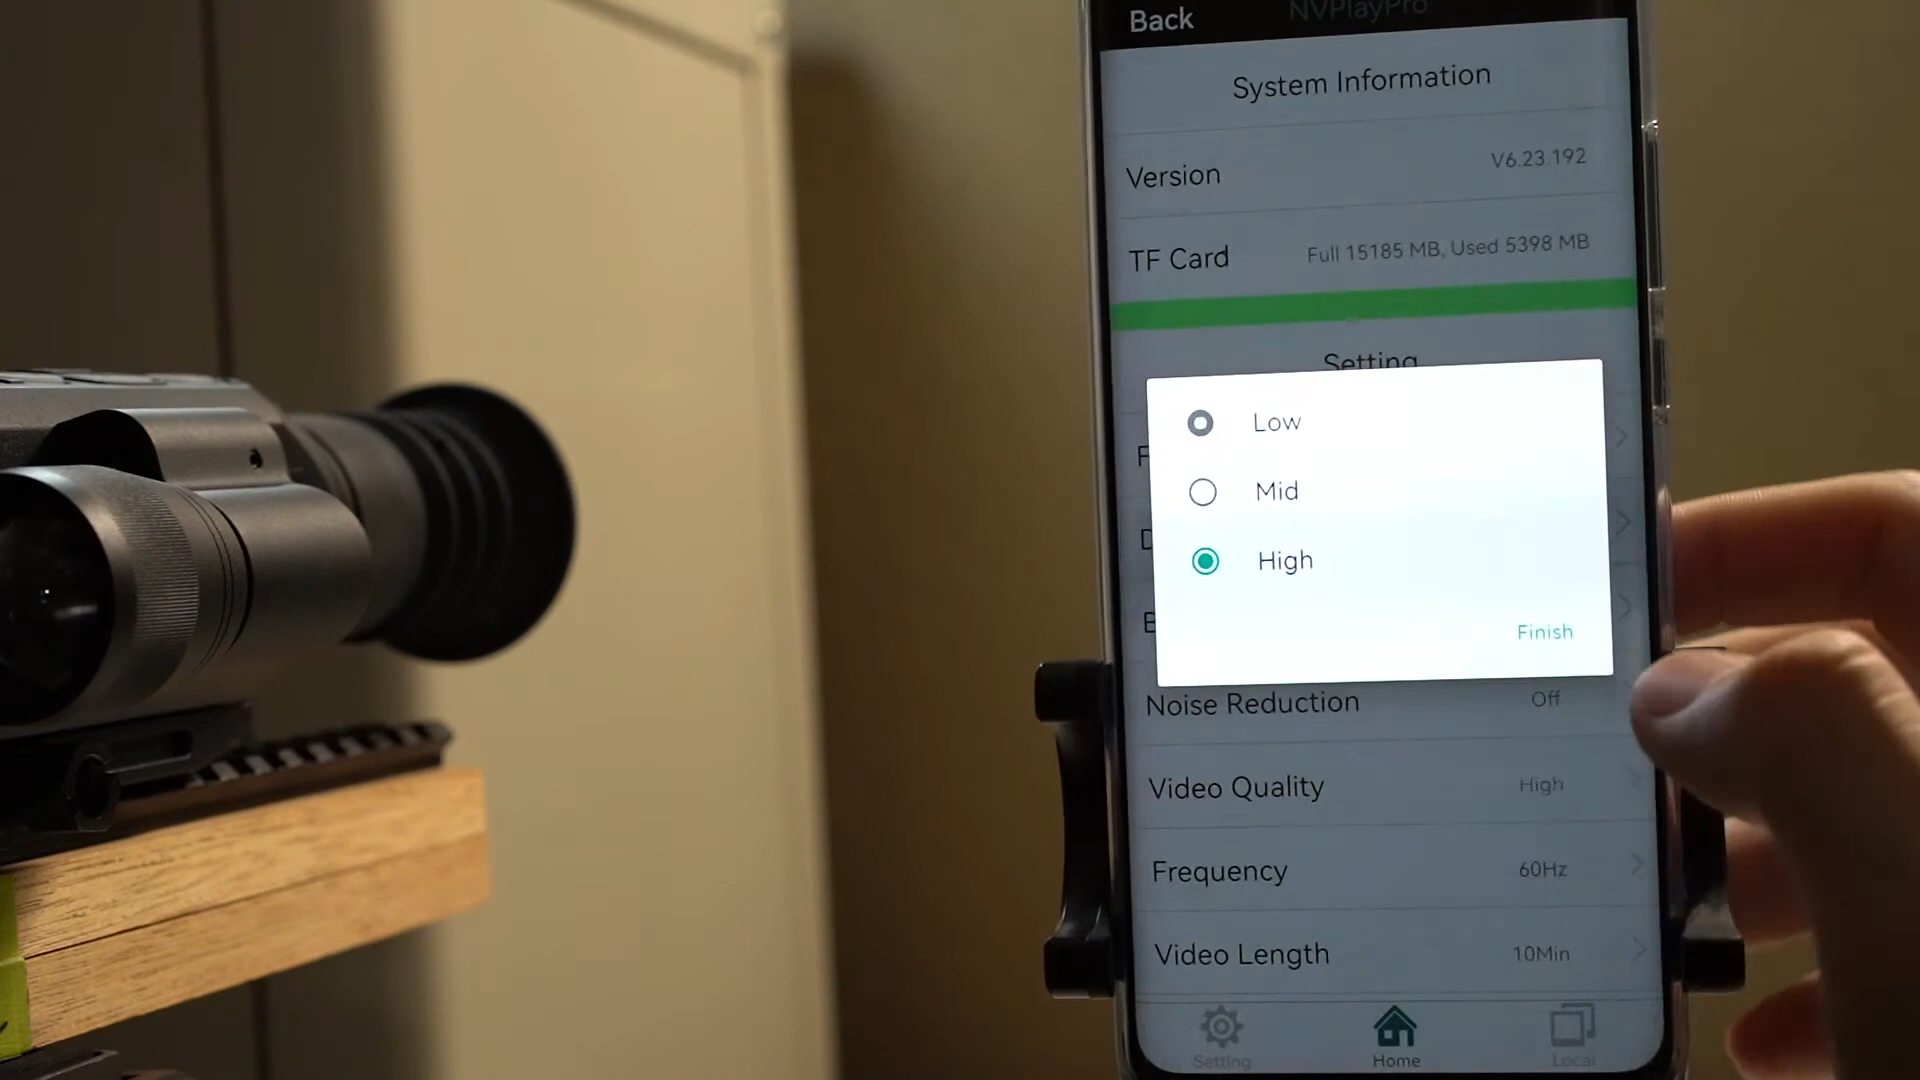 Back
NVPlayPro
System Information
Version
V6.23.192
TF Card
Full 15185 MB, Used 5398 MB
Setting
Low
Mid
High
Finish
Noise Reduction
Off
Video Quality
High
Frequency
60Hz
Video Length
10Min
Setting
Home
Local